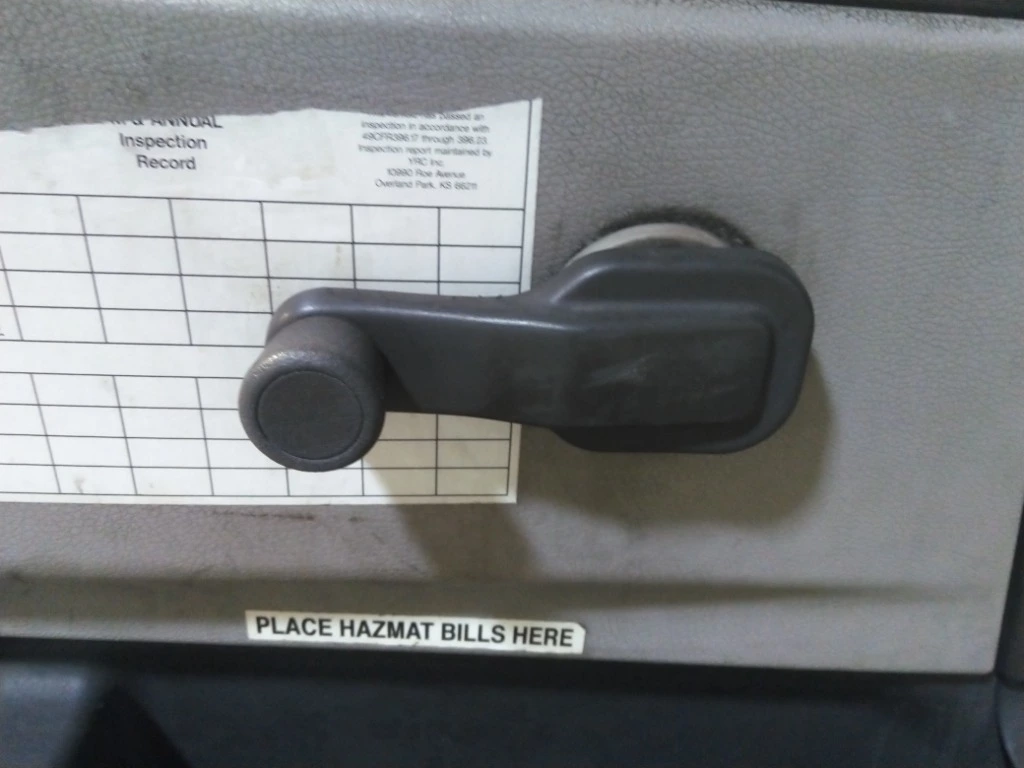 & ANNUAL
Inspection
Record
has passed an
inspection in accordance with
49CFR396.17 through 396.23.
Inspection report maintained by
YRC Inc.
10990 Roe Avenue
Overland Park, KS 66211
PLACE HAZMAT BILLS HERE